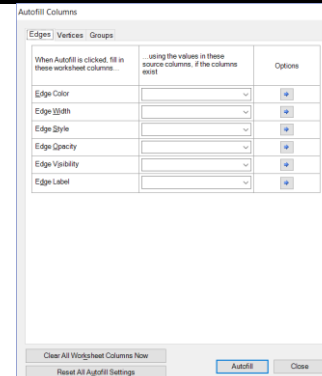 Autofill Columns
Edges Vertices Groups
When Autofill is clicked, fill in
these worksheet columns...
...using the values in these
source columns, if the columns
exist
Options
Edge Color
Edge Width
Edge Style
Edge Opacity
Edge Visibility
Edge Label
Clear All Worksheet Columns Now
Reset All Autofill Settings
Autofill
Close